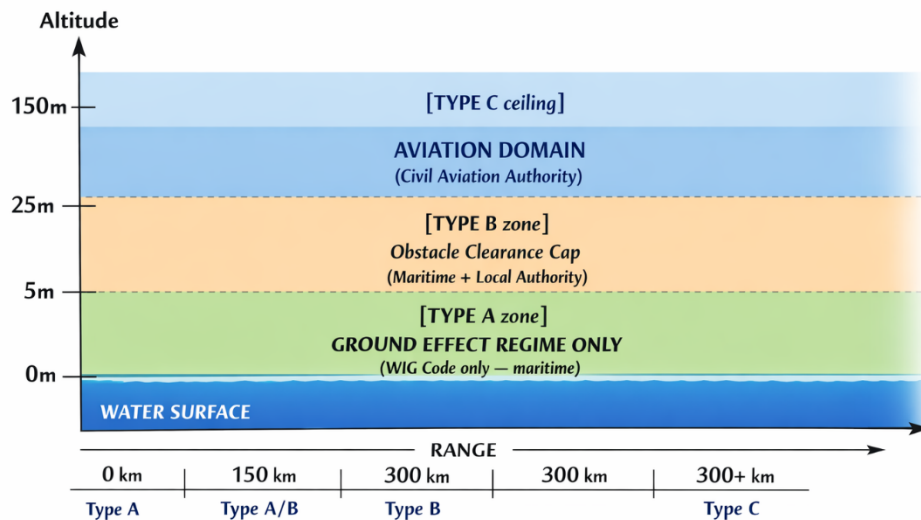 Altitude
150m
[TYPE C ceiling]
AVIATION DOMAIN
(Civil Aviation Authority)
25m
[TYPE B zone]
Obstacle Clearance Cap
(Maritime + Local Authority)
5m
[TYPE A zone]
GROUND EFFECT REGIME ONLY
(WIG Code only — maritime)
0m
WATER SURFACE
RANGE
0 km 150 km 300 km 300 km 300+ km
Type A Type A/B Type B Type C